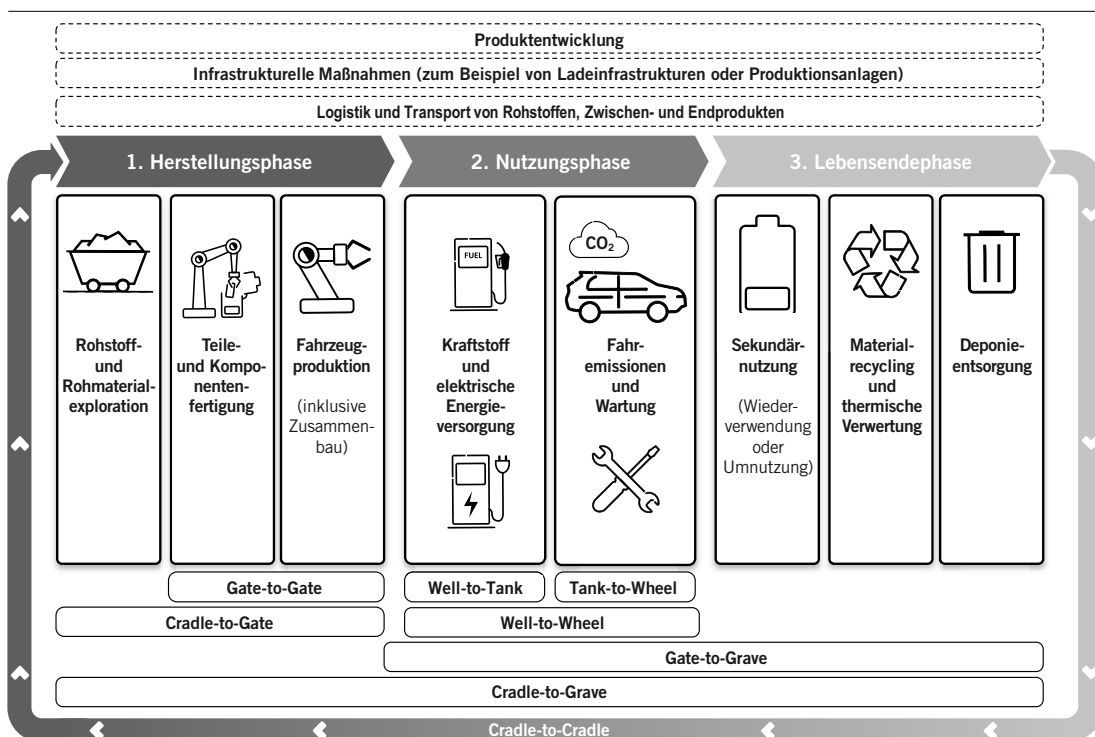 Produktentwicklung
Infrastrukturelle Maßnahmen (zum Beispiel von Ladeinfrastrukturen oder Produktionsanlagen)
Logistik und Transport von Rohstoffen, Zwischen- und Endprodukten
1. Herstellungsphase
2. Nutzungsphase
3. Lebensendephase
Rohstoff-
und
Rohmaterial-
exploration
Teile-
und Kompo-
nenten-
fertigung
Fahrzeug-
produktion
(inklusive
Zusammen-
bau)
FUEL
Kraftstoff
und
elektrische
Energie-
versorgung
CO₂
Fahr-
emissionen
und
Wartung
Sekundär-
nutzung
(Wieder-
verwendung
oder
Umnutzung)
Material-
recycling
und
thermische
Verwertung
Deponie-
entsorgung
Gate-to-Gate
Well-to-Tank
Tank-to-Wheel
Cradle-to-Gate
Well-to-Wheel
Gate-to-Grave
Cradle-to-Grave
Cradle-to-Cradle